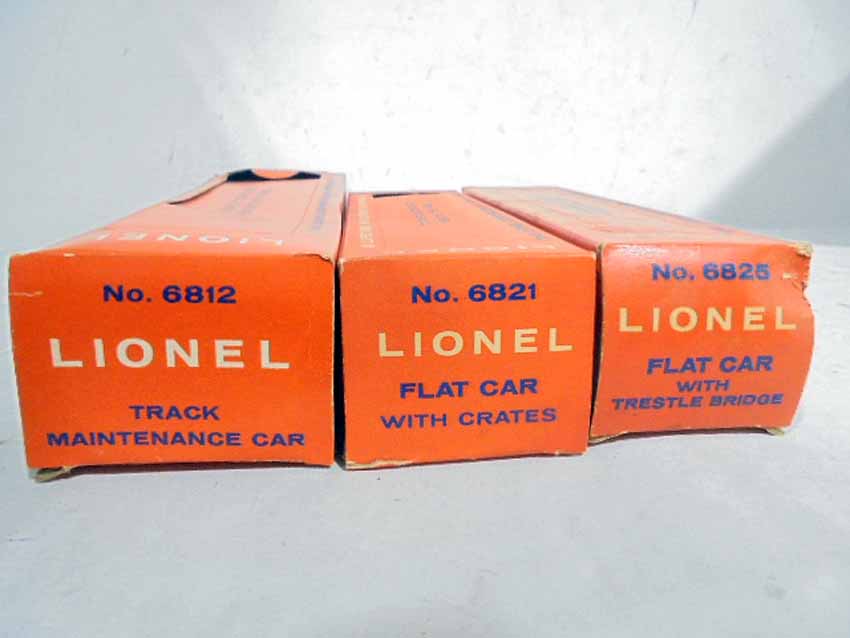 LIONEL
No. 6812
LIONEL
TRACK
MAINTENANCE CAR
No. 6821
LIONEL
FLAT CAR
WITH CRATES
No. 6825
LIONEL
FLAT CAR
WITH
TRESTLE BRIDGE